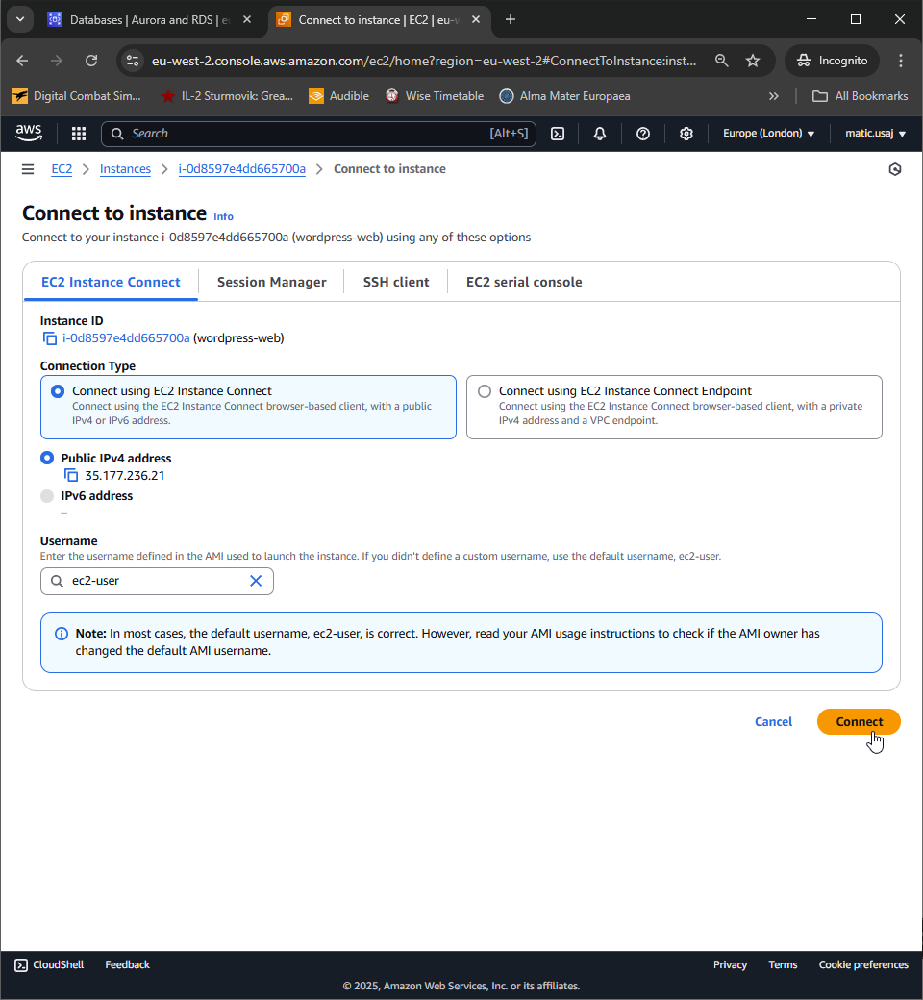 Databases | Aurora and RDS | eu
Connect to instance | EC2 | eu-w
eu-west-2.console.aws.amazon.com/ec2/home?region=eu-west-2#ConnectToInstance:inst...
Incognito
Digital Combat Sim...
IL-2 Sturmovik: Grea...
Audible
Wise Timetable
Alma Mater Europaea
All Bookmarks
aws
Search
[Alt+S]
Europe (London)
matic.usaj
EC2
Instances
i-0d8597e4dd665700a
Connect to instance
Connect to instance Info
Connect to your instance i-0d8597e4dd665700a (wordpress-web) using any of these options
EC2 Instance Connect
Session Manager
SSH client
EC2 serial console
Instance ID
i-0d8597e4dd665700a (wordpress-web)
Connection Type
Connect using EC2 Instance Connect
Connect using the EC2 Instance Connect browser-based client, with a public
IPv4 or IPv6 address.
Connect using EC2 Instance Connect Endpoint
Connect using the EC2 Instance Connect browser-based client, with a private
IPv4 address and a VPC endpoint.
Public IPv4 address
35.177.236.21
IPv6 address
–
Username
Enter the username defined in the AMI used to launch the instance. If you didn't define a custom username, use the default username, ec2-user.
ec2-user
Note: In most cases, the default username, ec2-user, is correct. However, read your AMI usage instructions to check if the AMI owner has
changed the default AMI username.
Cancel
Connect
CloudShell
Feedback
Privacy
Terms
Cookie preferences
© 2025, Amazon Web Services, Inc. or its affiliates.